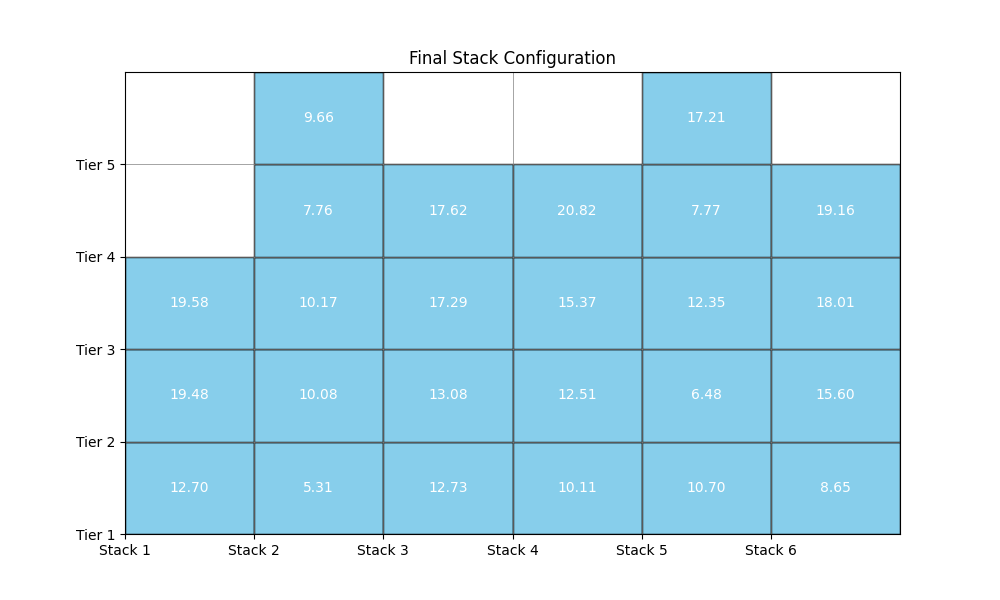 Final Stack Configuration
9.66 17.21
Tier 5
7.76 17.62 20.82 7.77 19.16
Tier 4
19.58 10.17 17.29 15.37 12.35 18.01
Tier 3
19.48 10.08 13.08 12.51 6.48 15.60
Tier 2
12.70 5.31 12.73 10.11 10.70 8.65
Tier 1
Stack 1 Stack 2 Stack 3 Stack 4 Stack 5 Stack 6